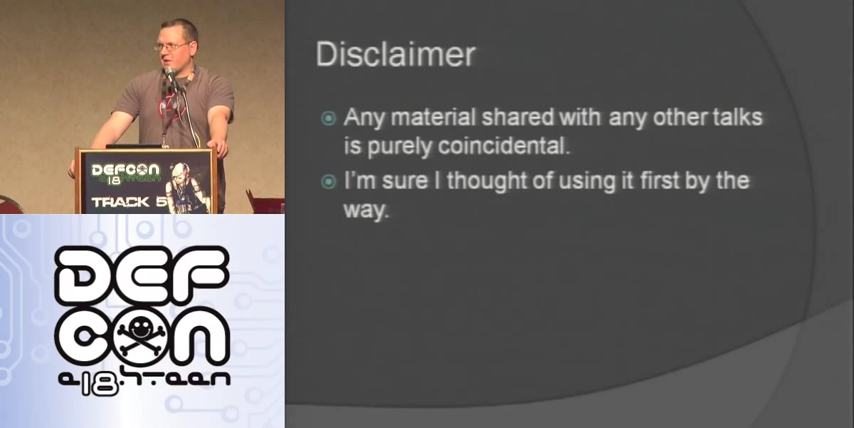 DEFCON
18
TRACK 5
DEF
CON
e18hteen
Disclaimer
Any material shared with any other talks
is purely coincidental.
I'm sure I thought of using it first by the
way.